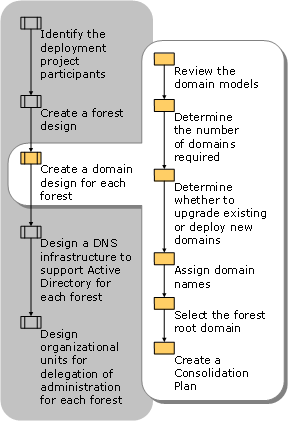 Identify the
deployment
project
participants
Create a forest
design
Create a domain
design for each
forest
Design a DNS
infrastructure to
support Active
Directory for
each forest
Design
organizational
units for
delegation of
administration
for each forest
Review the
domain models
Determine
the number
of domains
required
Determine
whether to
upgrade existing
or deploy new
domains
Assign domain
names
Select the forest
root domain
Create a
Consolidation
Plan